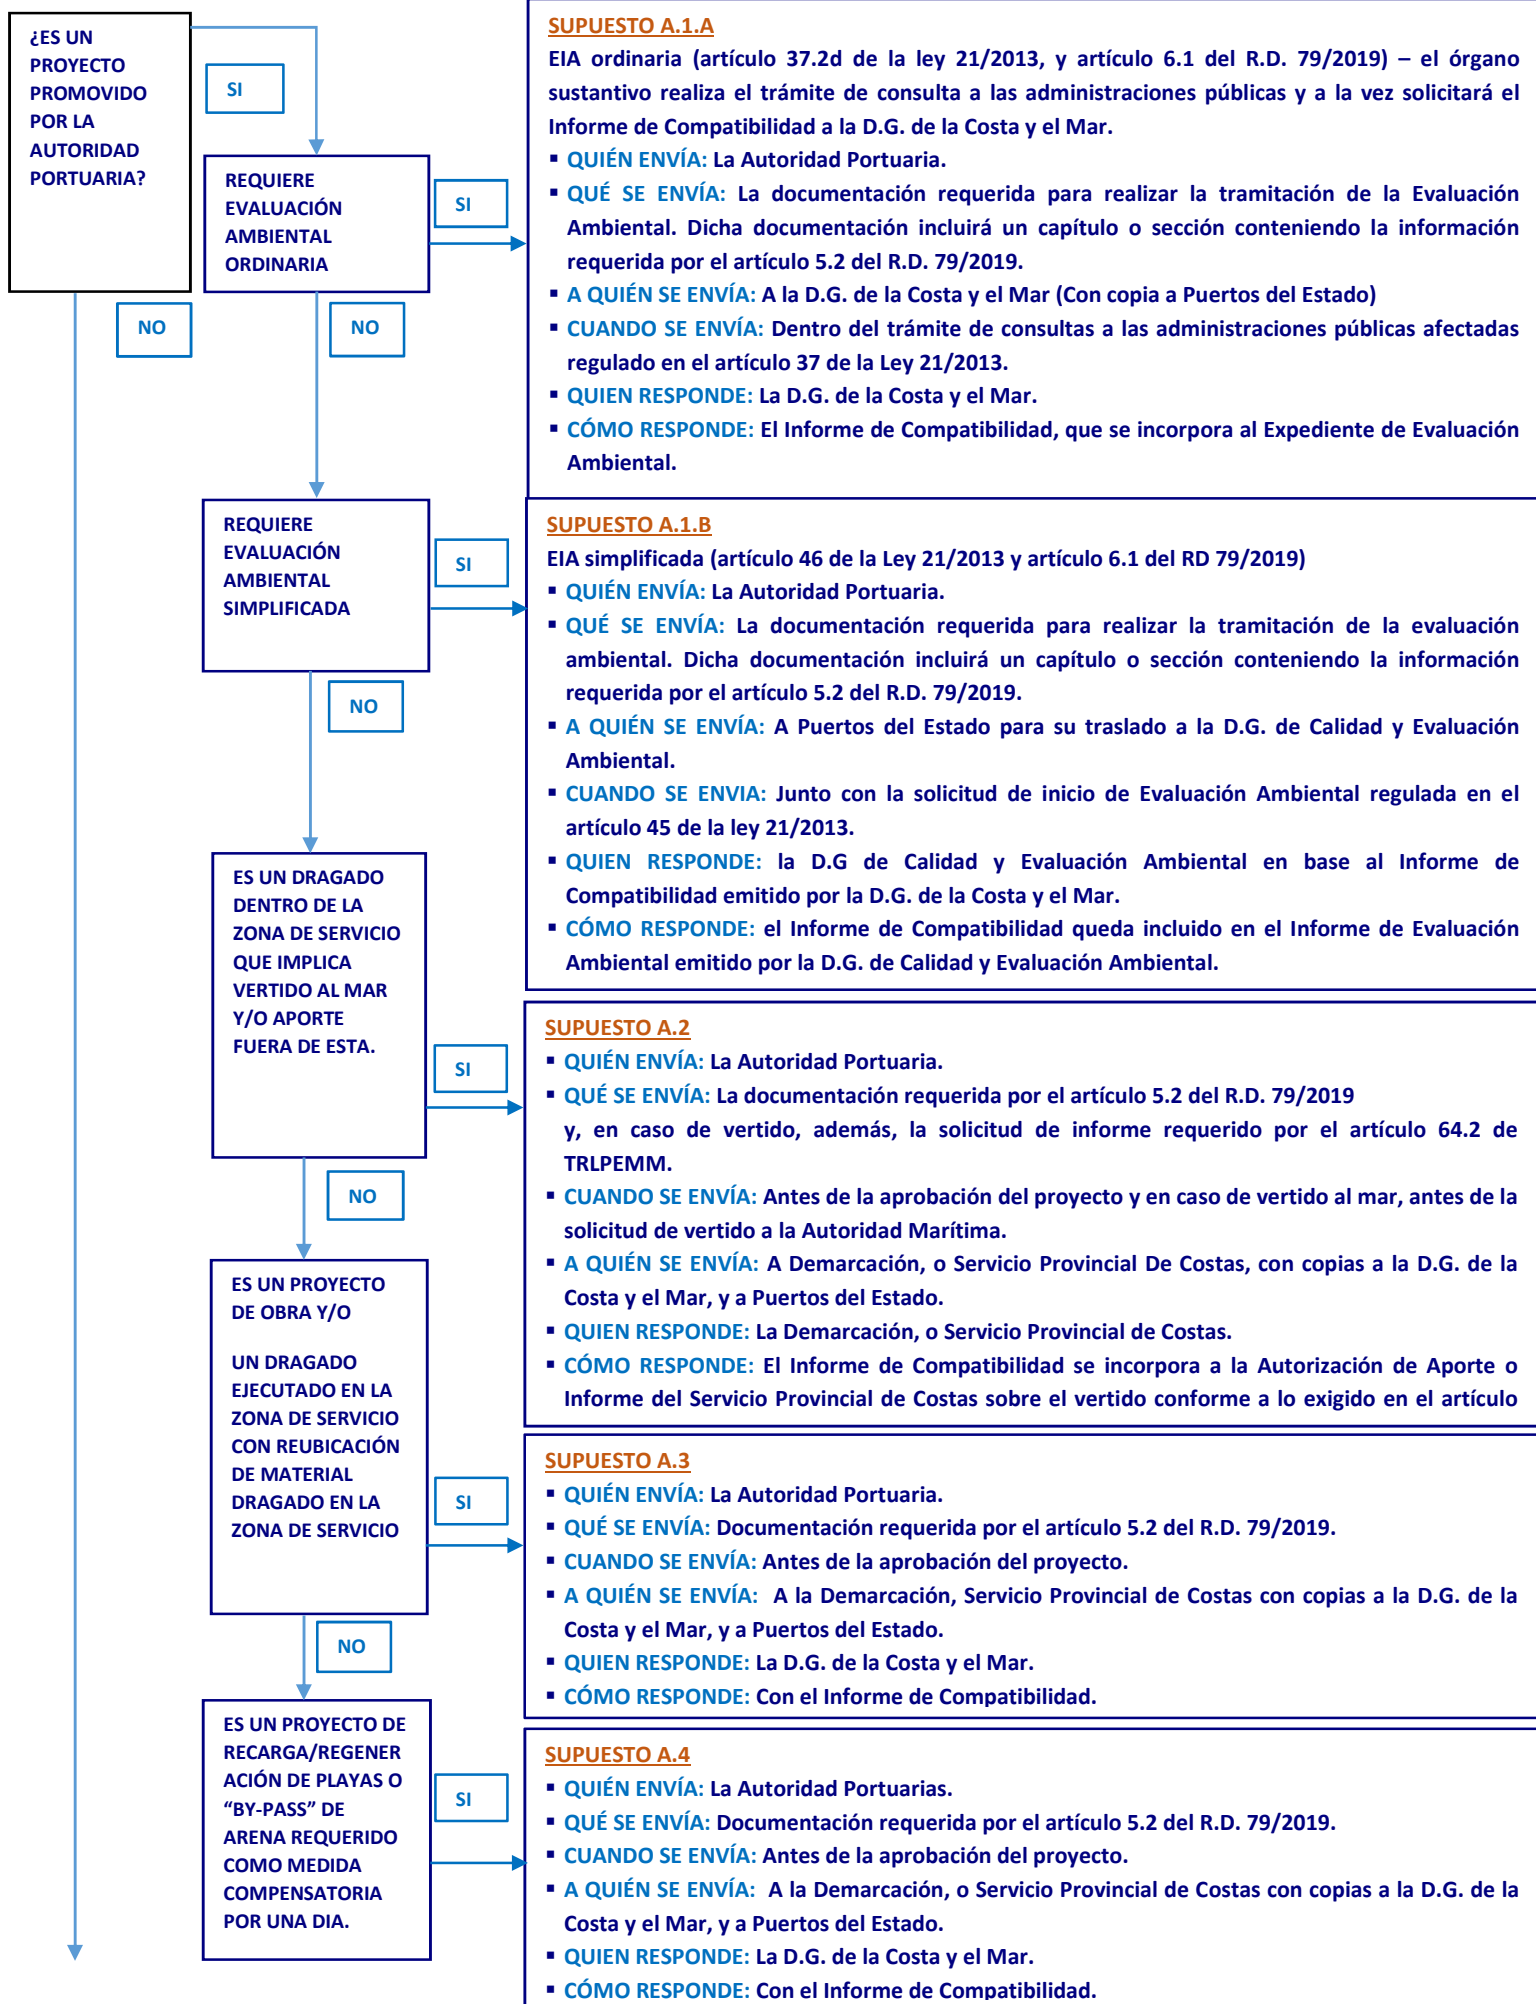 ¿ES UN
PROYECTO
PROMOVIDO
POR LA
AUTORIDAD
PORTUARIA?
SI
NO
REQUIERE
EVALUACIÓN
AMBIENTAL
ORDINARIA
SI
NO
SUPUESTO A.1.A
EIA ordinaria (artículo 37.2d de la ley 21/2013, y artículo 6.1 del R.D. 79/2019) – el órgano
sustantivo realiza el trámite de consulta a las administraciones públicas y a la vez solicitará el
Informe de Compatibilidad a la D.G. de la Costa y el Mar.
▪ QUIÉN ENVÍA: La Autoridad Portuaria.
▪ QUÉ SE ENVÍA: La documentación requerida para realizar la tramitación de la Evaluación
Ambiental. Dicha documentación incluirá un capítulo o sección conteniendo la información
requerida por el artículo 5.2 del R.D. 79/2019.
▪ A QUIÉN SE ENVÍA: A la D.G. de la Costa y el Mar (Con copia a Puertos del Estado)
▪ CUANDO SE ENVÍA: Dentro del trámite de consultas a las administraciones públicas afectadas
regulado en el artículo 37 de la Ley 21/2013.
▪ QUIEN RESPONDE: La D.G. de la Costa y el Mar.
▪ CÓMO RESPONDE: El Informe de Compatibilidad, que se incorpora al Expediente de Evaluación
Ambiental.
REQUIERE
EVALUACIÓN
AMBIENTAL
SIMPLIFICADA
SI
NO
SUPUESTO A.1.B
EIA simplificada (artículo 46 de la Ley 21/2013 y artículo 6.1 del RD 79/2019)
▪ QUIÉN ENVÍA: La Autoridad Portuaria.
▪ QUÉ SE ENVÍA: La documentación requerida para realizar la tramitación de la evaluación
ambiental. Dicha documentación incluirá un capítulo o sección conteniendo la información
requerida por el artículo 5.2 del R.D. 79/2019.
▪ A QUIÉN SE ENVÍA: A Puertos del Estado para su traslado a la D.G. de Calidad y Evaluación
Ambiental.
▪ CUANDO SE ENVIA: Junto con la solicitud de inicio de Evaluación Ambiental regulada en el
artículo 45 de la ley 21/2013.
▪ QUIEN RESPONDE: la D.G de Calidad y Evaluación Ambiental en base al Informe de
Compatibilidad emitido por la D.G. de la Costa y el Mar.
▪ CÓMO RESPONDE: el Informe de Compatibilidad queda incluido en el Informe de Evaluación
Ambiental emitido por la D.G. de Calidad y Evaluación Ambiental.
ES UN DRAGADO
DENTRO DE LA
ZONA DE SERVICIO
QUE IMPLICA
VERTIDO AL MAR
Y/O APORTE
FUERA DE ESTA.
SI
NO
SUPUESTO A.2
▪ QUIÉN ENVÍA: La Autoridad Portuaria.
▪ QUÉ SE ENVÍA: La documentación requerida por el artículo 5.2 del R.D. 79/2019
y, en caso de vertido, además, la solicitud de informe requerido por el artículo 64.2 de
TRLPEMM.
▪ CUANDO SE ENVÍA: Antes de la aprobación del proyecto y en caso de vertido al mar, antes de la
solicitud de vertido a la Autoridad Marítima.
▪ A QUIÉN SE ENVÍA: A Demarcación, o Servicio Provincial De Costas, con copias a la D.G. de la
Costa y el Mar, y a Puertos del Estado.
▪ QUIEN RESPONDE: La Demarcación, o Servicio Provincial de Costas.
▪ CÓMO RESPONDE: El Informe de Compatibilidad se incorpora a la Autorización de Aporte o
Informe del Servicio Provincial de Costas sobre el vertido conforme a lo exigido en el artículo
ES UN PROYECTO
DE OBRA Y/O
UN DRAGADO
EJECUTADO EN LA
ZONA DE SERVICIO
CON REUBICACIÓN
DE MATERIAL
DRAGADO EN LA
ZONA DE SERVICIO
SI
NO
SUPUESTO A.3
▪ QUIÉN ENVÍA: La Autoridad Portuaria.
▪ QUÉ SE ENVÍA: Documentación requerida por el artículo 5.2 del R.D. 79/2019.
▪ CUANDO SE ENVÍA: Antes de la aprobación del proyecto.
▪ A QUIÉN SE ENVÍA: A la Demarcación, Servicio Provincial de Costas con copias a la D.G. de la
Costa y el Mar, y a Puertos del Estado.
▪ QUIEN RESPONDE: La D.G. de la Costa y el Mar.
▪ CÓMO RESPONDE: Con el Informe de Compatibilidad.
ES UN PROYECTO DE
RECARGA/REGENER
ACIÓN DE PLAYAS O
“BY-PASS” DE
ARENA REQUERIDO
COMO MEDIDA
COMPENSATORIA
POR UNA DIA.
SI
SUPUESTO A.4
▪ QUIÉN ENVÍA: La Autoridad Portuarias.
▪ QUÉ SE ENVÍA: Documentación requerida por el artículo 5.2 del R.D. 79/2019.
▪ CUANDO SE ENVÍA: Antes de la aprobación del proyecto.
▪ A QUIÉN SE ENVÍA: A la Demarcación, o Servicio Provincial de Costas con copias a la D.G. de la
Costa y el Mar, y a Puertos del Estado.
▪ QUIEN RESPONDE: La D.G. de la Costa y el Mar.
▪ CÓMO RESPONDE: Con el Informe de Compatibilidad.